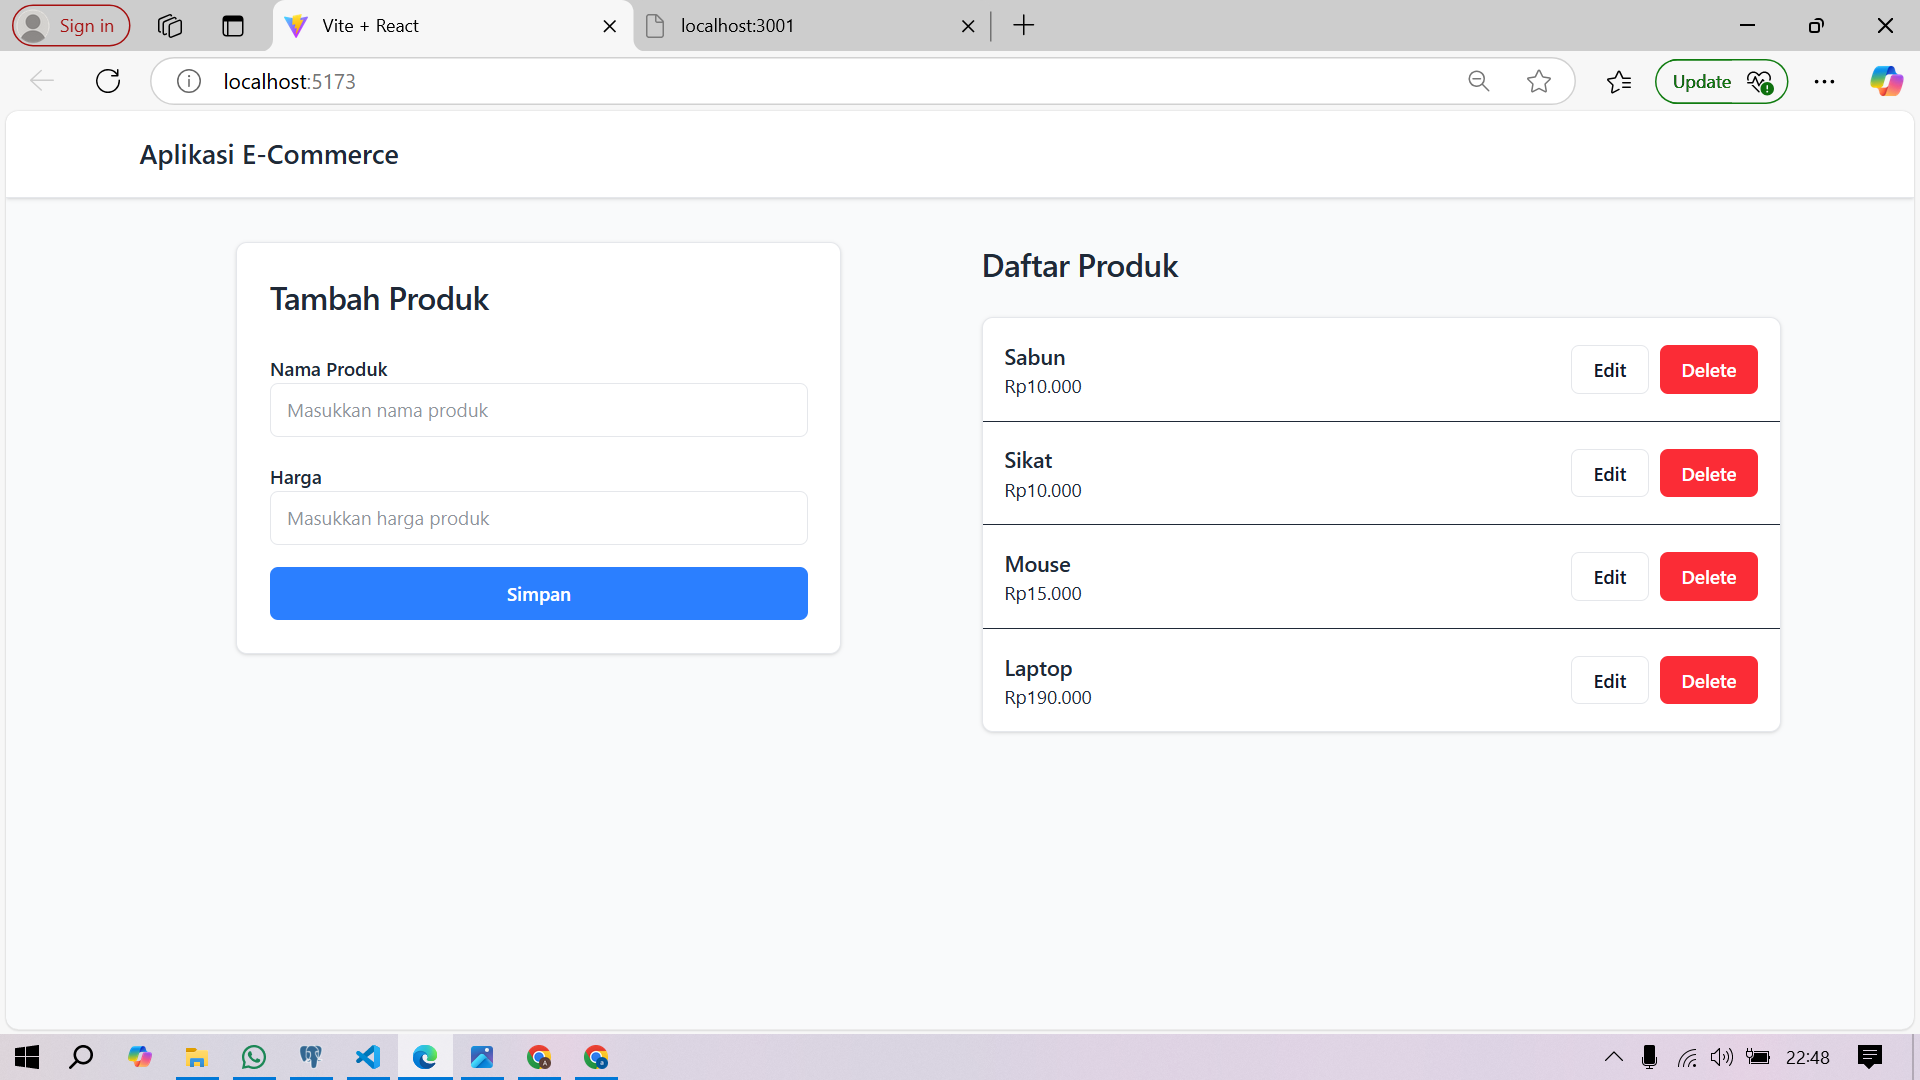 Sign in
Vite + React
localhost:3001
localhost:5173
Update
Aplikasi E-Commerce
Tambah Produk
Nama Produk
Masukkan nama produk
Harga
Masukkan harga produk
Simpan
Daftar Produk
Sabun
Rp10.000
Edit
Delete
Sikat
Rp10.000
Edit
Delete
Mouse
Rp15.000
Edit
Delete
Laptop
Rp190.000
Edit
Delete
22:48